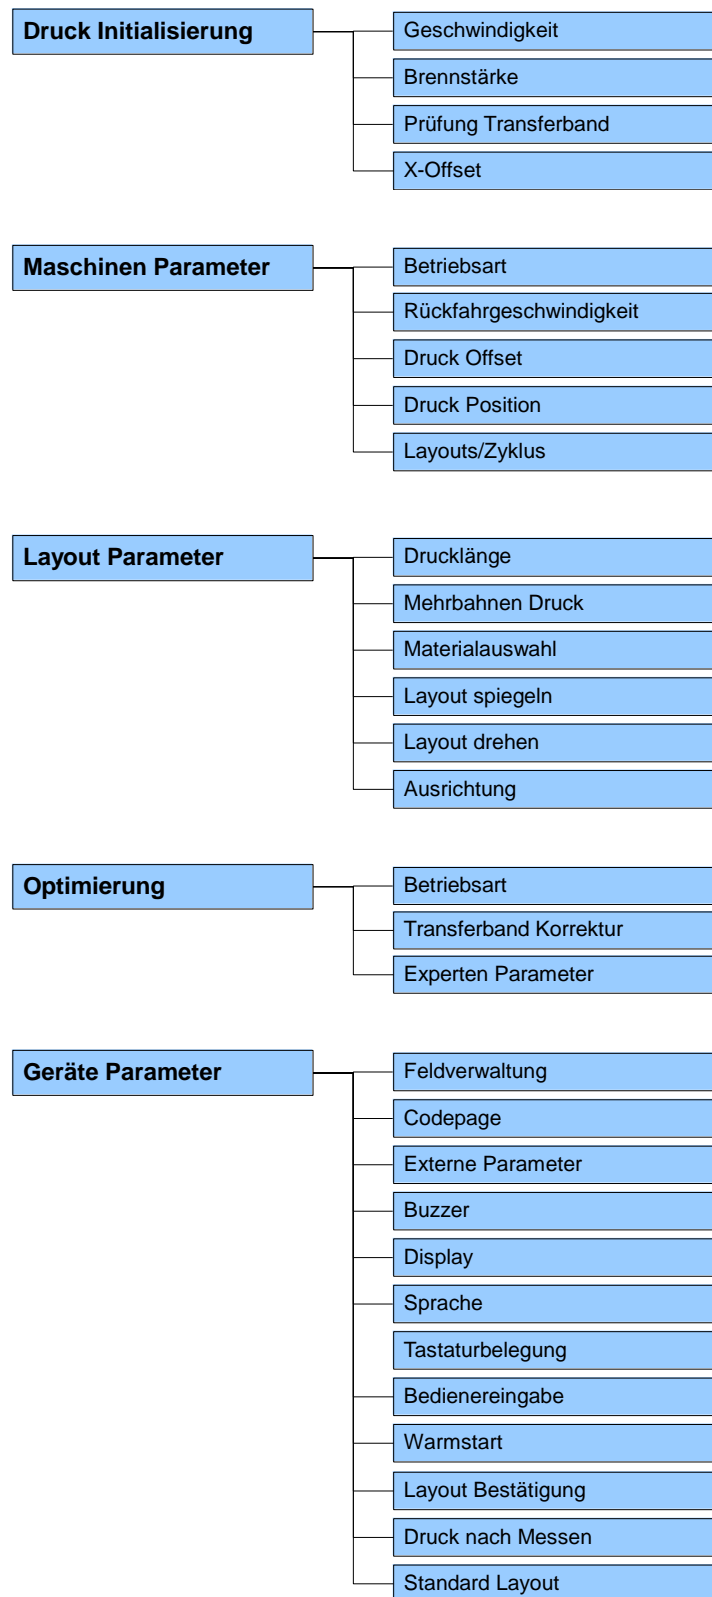 Druck Initialisierung
Geschwindigkeit
Brennstärke
Prüfung Transferband
X-Offset
Maschinen Parameter
Betriebsart
Rückfahrgeschwindigkeit
Druck Offset
Druck Position
Layouts/Zyklus
Layout Parameter
Drucklänge
Mehrbahnen Druck
Materialauswahl
Layout spiegeln
Layout drehen
Ausrichtung
Optimierung
Betriebsart
Transferband Korrektur
Experten Parameter
Geräte Parameter
Feldverwaltung
Codepage
Externe Parameter
Buzzer
Display
Sprache
Tastaturbelegung
Bedienereingabe
Warmstart
Layout Bestätigung
Druck nach Messen
Standard Layout